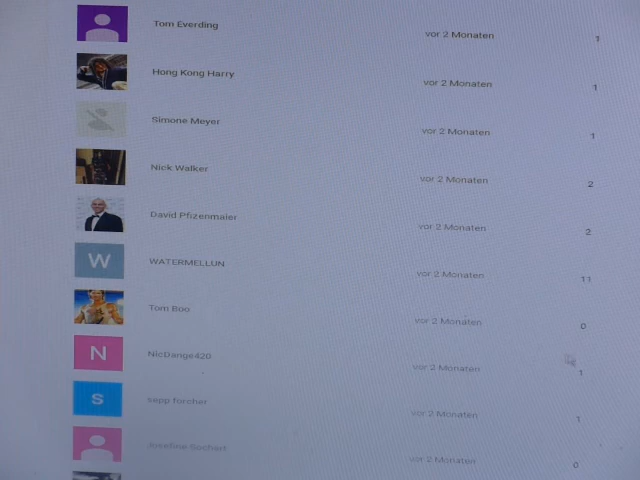 Tom Everding vor 2 Monaten 1
Hong Kong Harry vor 2 Monaten 1
Simone Meyer vor 2 Monaten 1
Nick Walker vor 2 Monaten 2
David Pfizenmaier vor 2 Monaten 2
W WATERMELLUN vor 2 Monaten 11
Tom Boo vor 2 Monaten 0
N NicDange420 vor 2 Monaten 1
S sepp furcher vor 2 Monaten 1
Josefine vor 2 Monaten 0